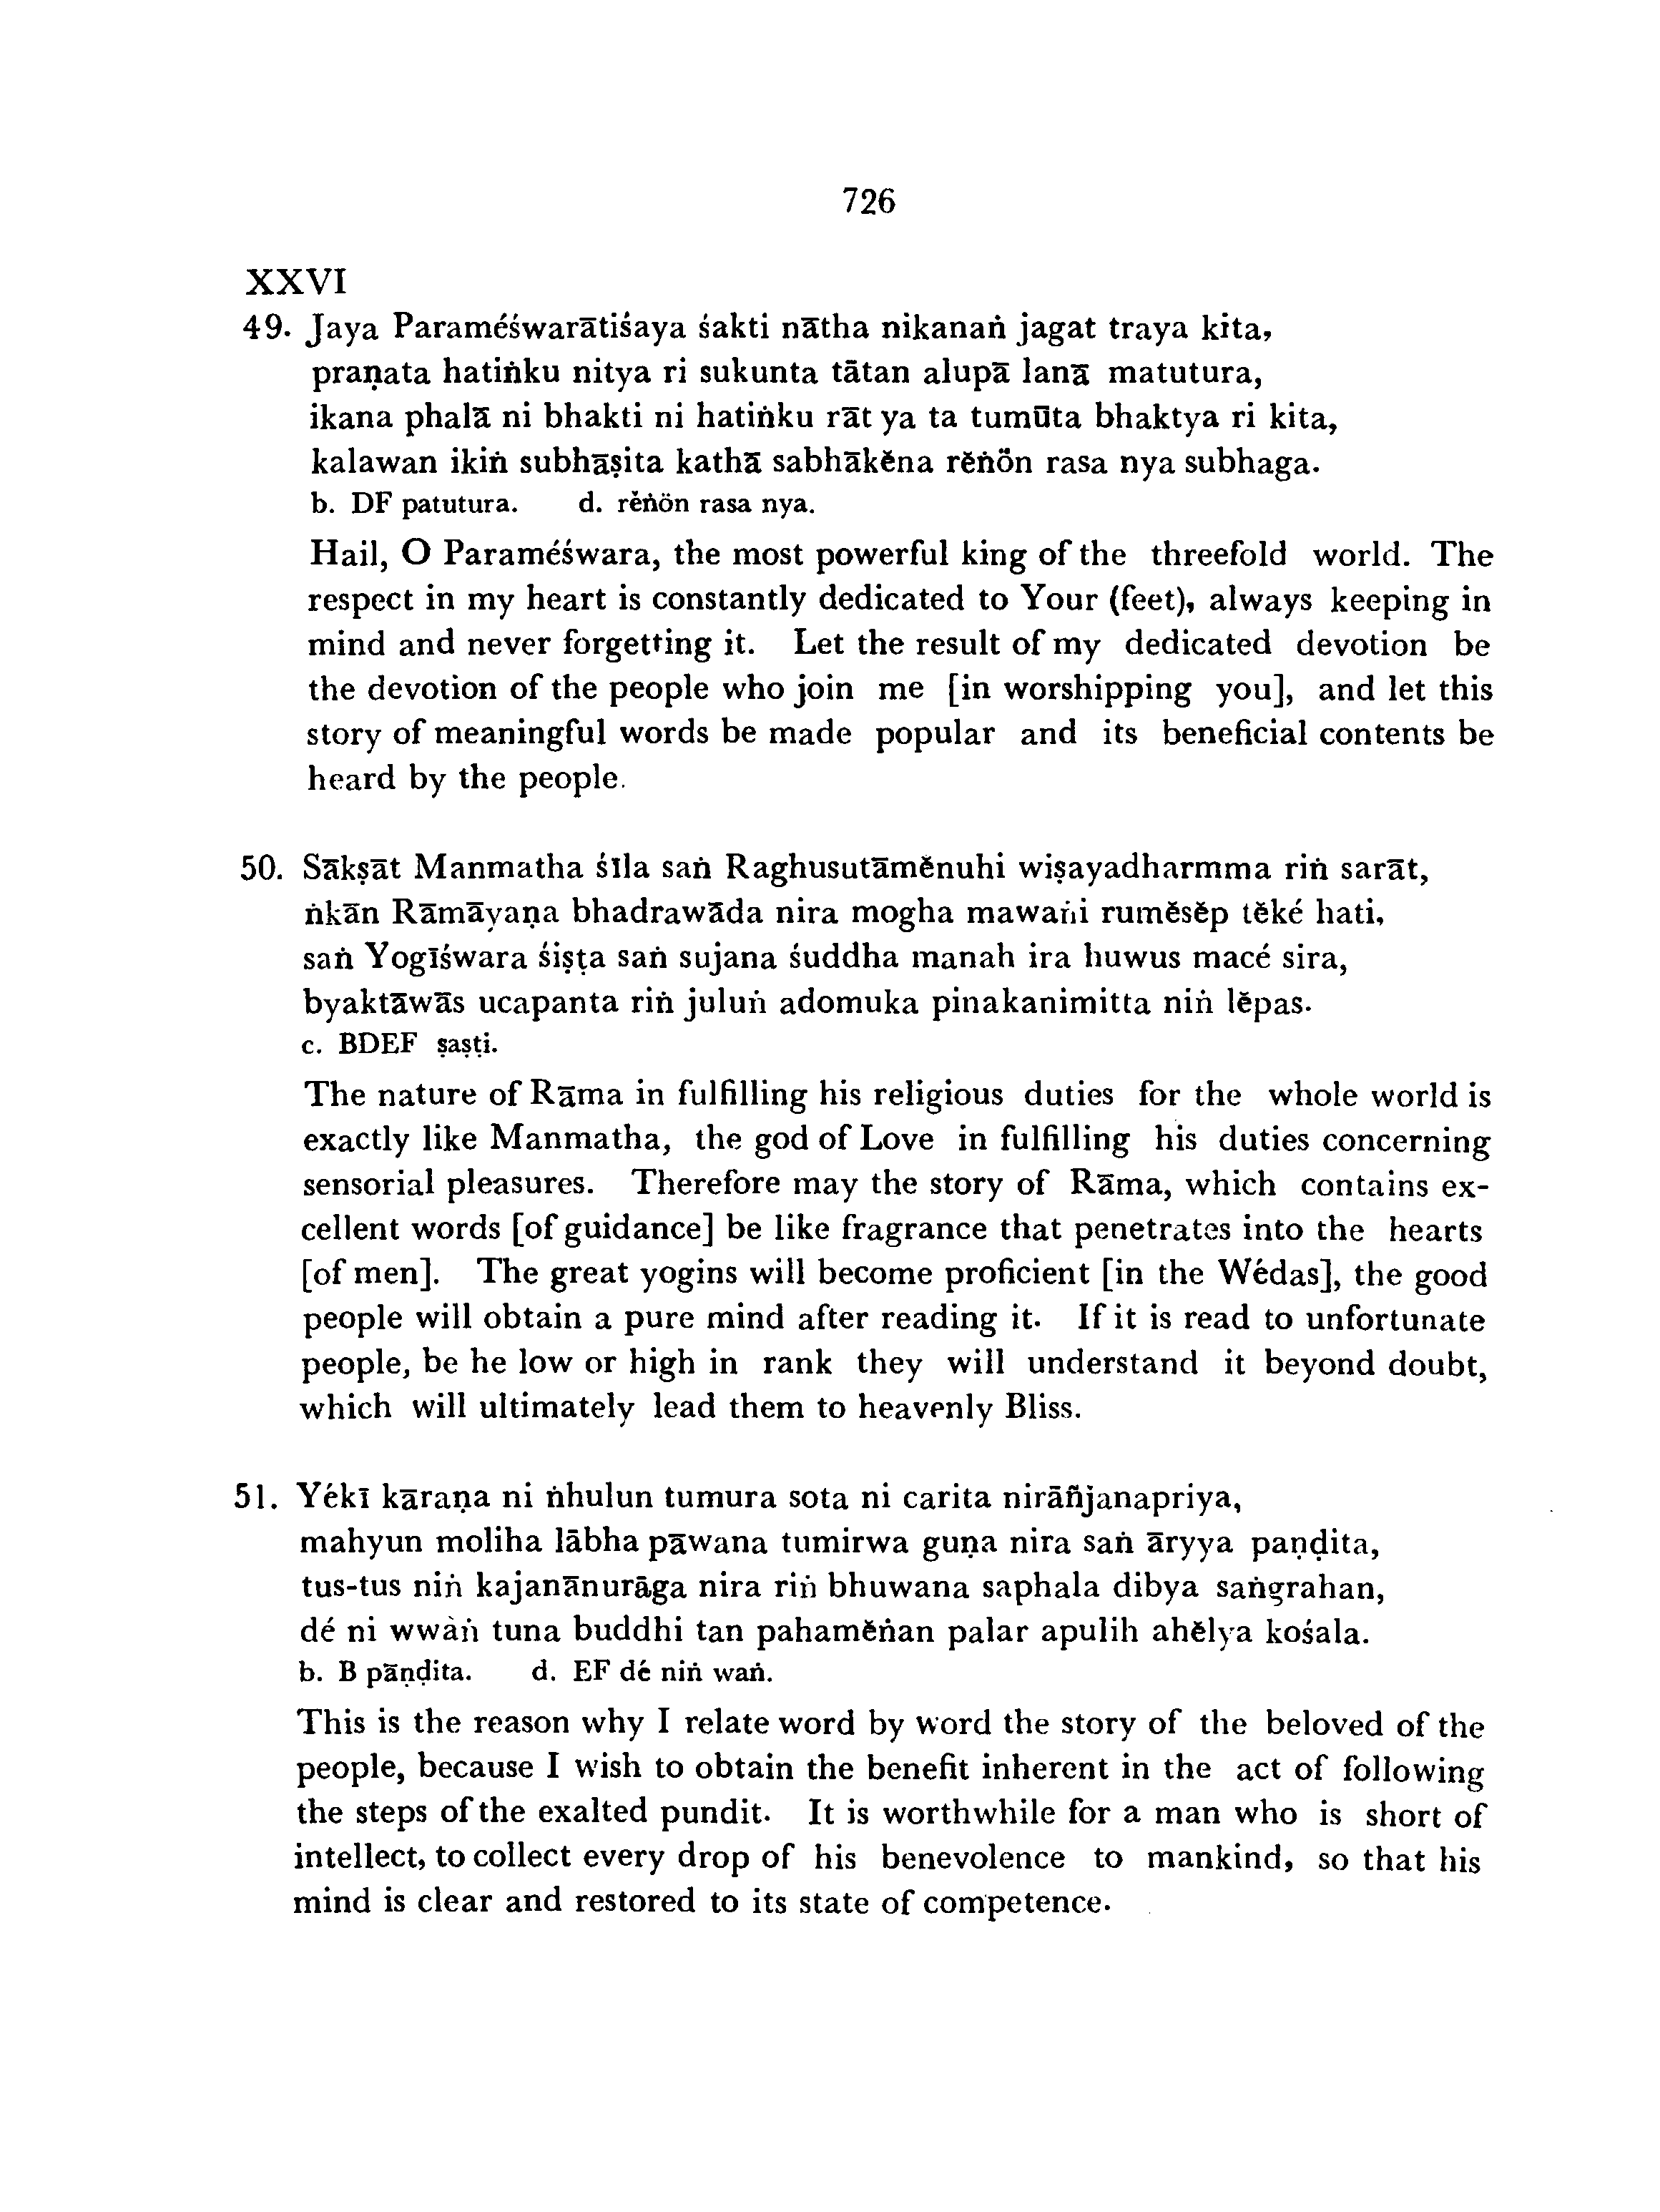 726
XXVI
49. Jaya Paraméśwarātiśaya śakti nātha nikanaṅ jagat traya kita,
praṇata hatiṅku nitya ri sukunta tātan alupā lanā matutura,
ikana phalā ni bhakti ni hatiṅku rāt ya ta tumūta bhaktya ri kita,
kalawan ikiṅ subhāṣita kathā sabhākĕna rĕṅön rasa nya subhaga.
b. DF patutura. d. rĕṅön rasa nya.
Hail, O Paraméśwara, the most powerful king of the threefold world. The
respect in my heart is constantly dedicated to Your (feet), always keeping in
mind and never forgetting it. Let the result of my dedicated devotion be
the devotion of the people who join me [in worshipping you], and let this
story of meaningful words be made popular and its beneficial contents be
heard by the people.
50. Sākṣāt Manmatha śīla saṅ Raghusutāmĕnuhi wiṣayadharmma riṅ sarāt,
ṅkān Rāmāyaṇa bhadrawāda nira mogha mawaṅi rumĕsĕp tĕké hati,
saṅ Yogīśwara śiṣṭa saṅ sujana śuddha manah ira huwus macé sira,
byaktāwās ucapanta riṅ juluṅ adomuka pinakanimitta niṅ lĕpas.
c. BDEF ṣaṣṭi.
The nature of Rāma in fulfilling his religious duties for the whole world is
exactly like Manmatha, the god of Love in fulfilling his duties concerning
sensorial pleasures. Therefore may the story of Rāma, which contains ex-
cellent words [of guidance] be like fragrance that penetrates into the hearts
[of men]. The great yogins will become proficient [in the Wédas], the good
people will obtain a pure mind after reading it. If it is read to unfortunate
people, be he low or high in rank they will understand it beyond doubt,
which will ultimately lead them to heavenly Bliss.
51. Yékī kāraṇa ni ṅhulun tumura sota ni carita nirāñjanapriya,
mahyun moliha lābha pāwana tumirwa guṇa nira saṅ āryya paṇḍita,
tus-tus niṅ kajanānurāga nira riṅ bhuwana saphala dibya saṅgrahan,
dé ni wwàṅ tuna buddhi tan pahamĕṅan palar apulih ahĕlya kośala.
b. B pāṇḍita. d. EF dé niṅ waṅ.
This is the reason why I relate word by word the story of the beloved of the
people, because I wish to obtain the benefit inherent in the act of following
the steps of the exalted pundit. It is worthwhile for a man who is short of
intellect, to collect every drop of his benevolence to mankind, so that his
mind is clear and restored to its state of competence.